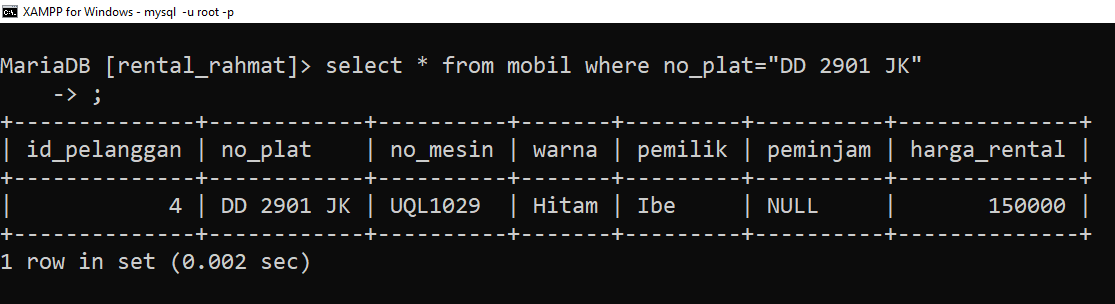 XAMPP for Windows - mysql  -u root -p
MariaDB [rental_rahmat]> select * from mobil where no_plat="DD 2901 JK"
    -> ;
+--------------+------------+----------+-------+---------+----------+--------------+
| id_pelanggan | no_plat    | no_mesin | warna | pemilik | peminjam | harga_rental |
+--------------+------------+----------+-------+---------+----------+--------------+
|            4 | DD 2901 JK | UQL1029  | Hitam | Ibe     | NULL     |       150000 |
+--------------+------------+----------+-------+---------+----------+--------------+
1 row in set (0.002 sec)